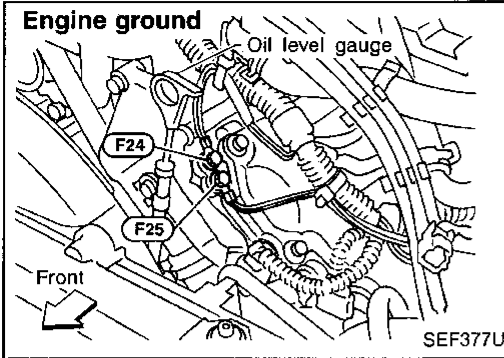 Engine ground
Oil level gauge
F24
F25
Front
SEF377U